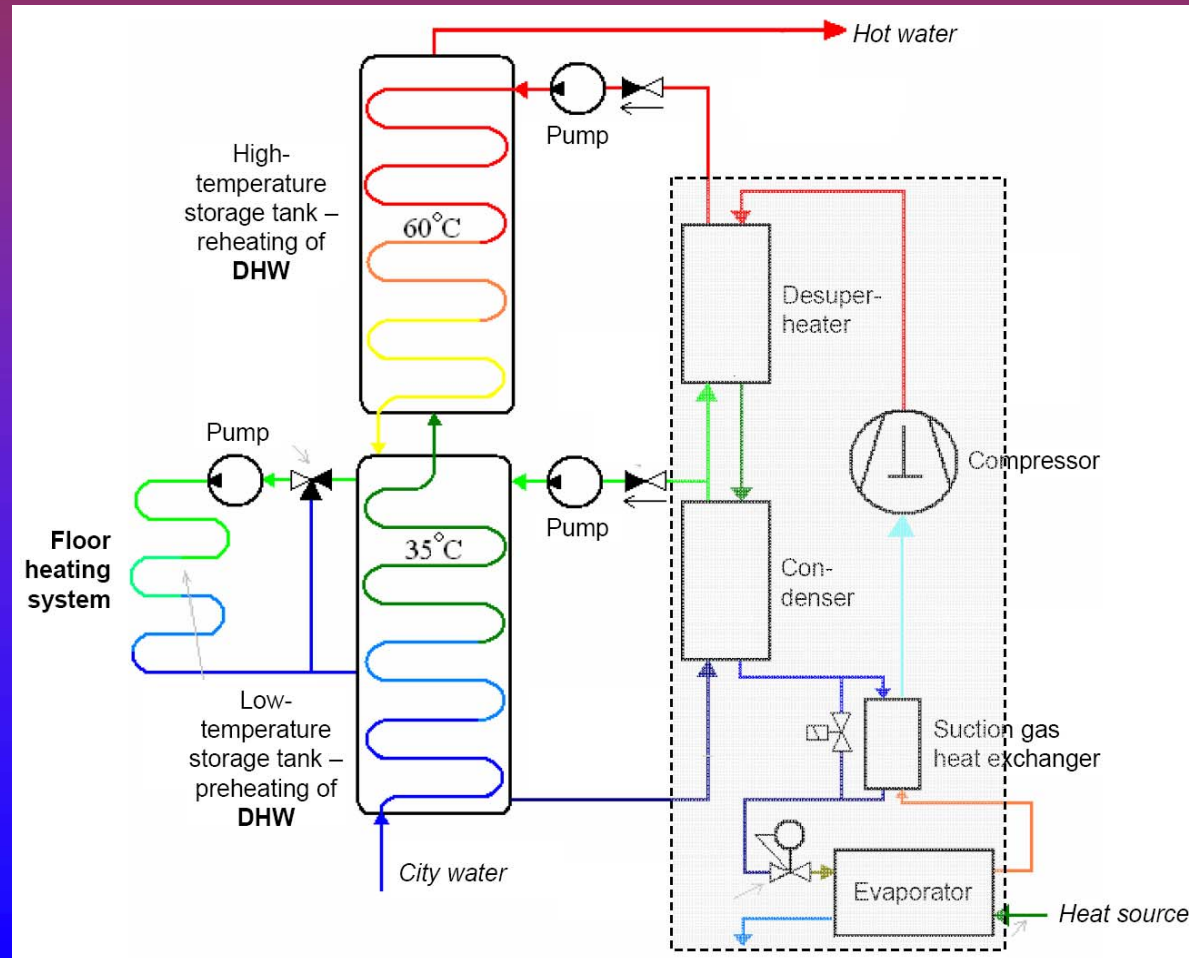 Hot water
Pump
High-
temperature
storage tank –
reheating of
DHW
60°C
Desuper-
heater
Pump
Compressor
Pump
Floor
heating
system
35°C
Con-
denser
Low-
temperature
storage tank –
preheating of
DHW
Suction gas
heat exchanger
City water
Evaporator
Heat source